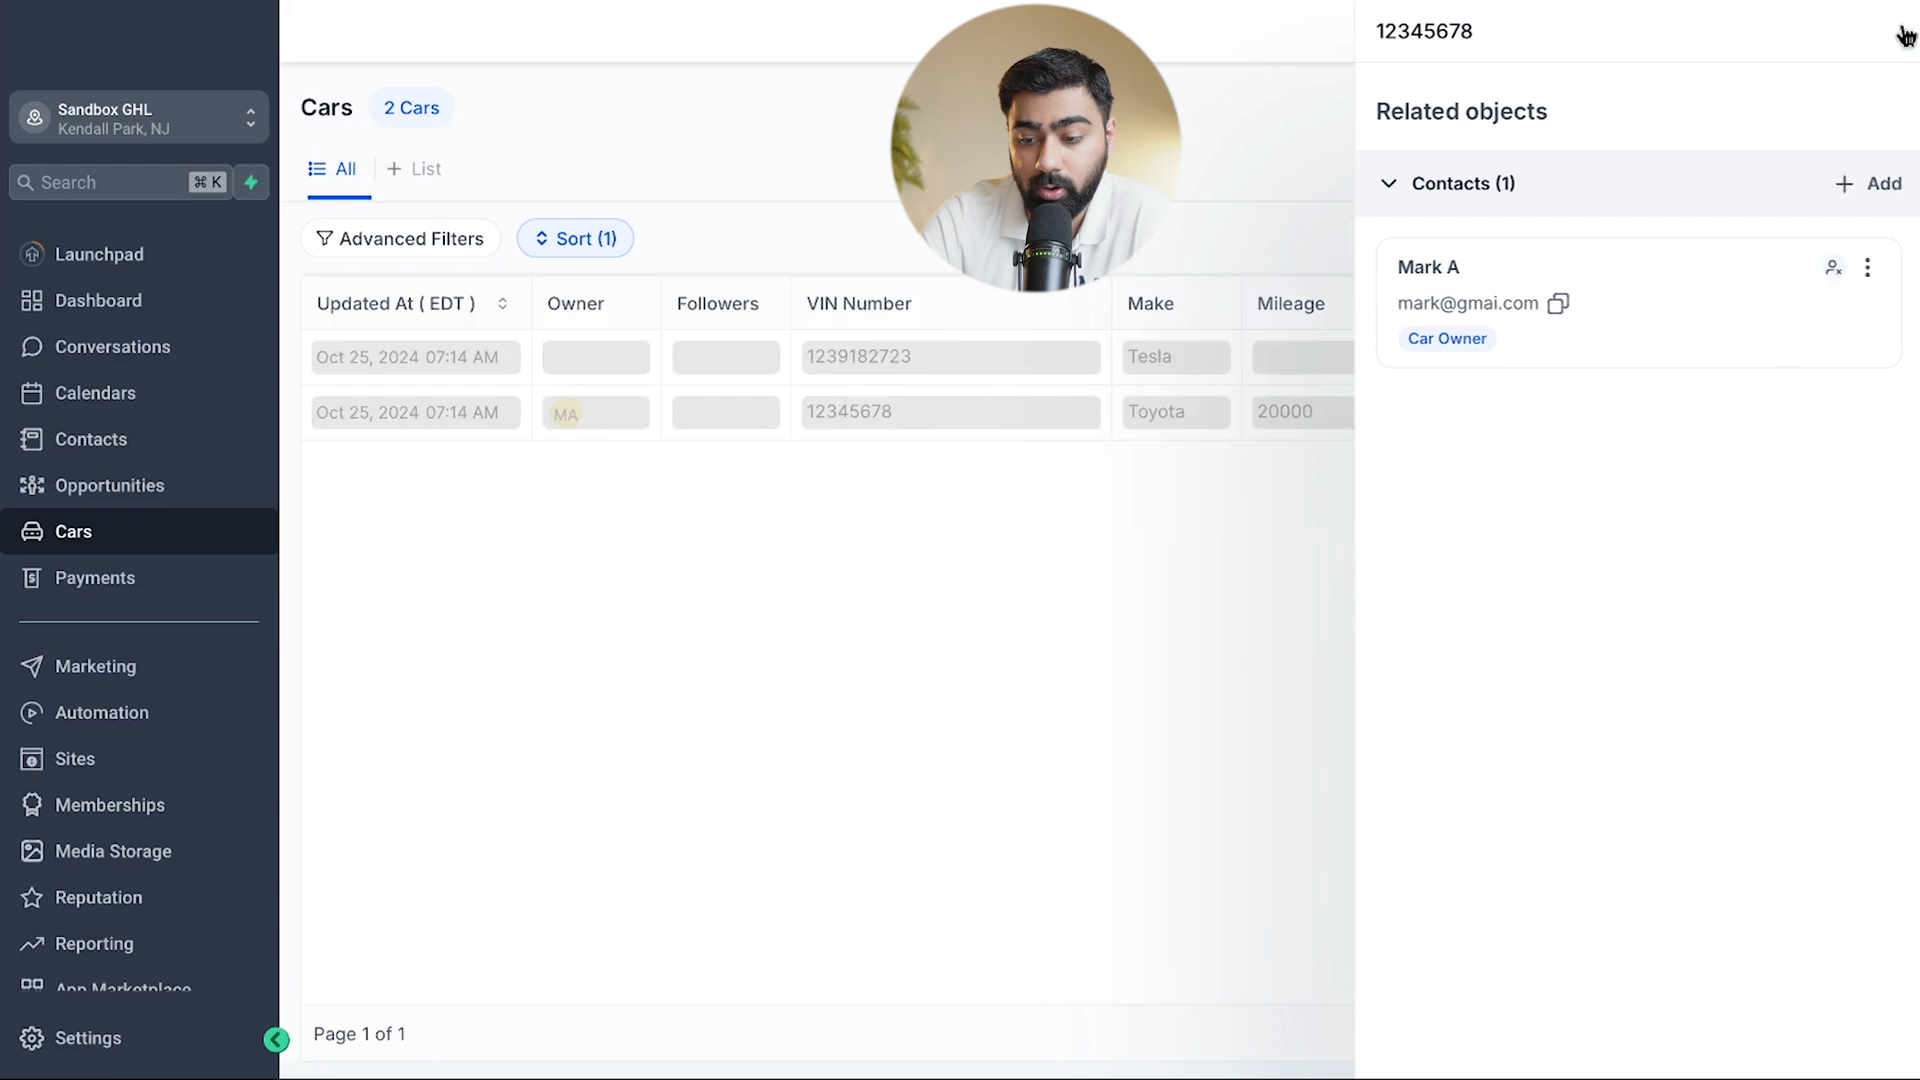 Sandbox GHL
Kendall Park, NJ
Search
⌘ K
Launchpad
Dashboard
Conversations
Calendars
Contacts
Opportunities
Cars
Payments
Marketing
Automation
Sites
Memberships
Media Storage
Reputation
Reporting
App Marketplace
Settings
Cars 2 Cars
All + List
Advanced Filters Sort (1)
Updated At ( EDT ) Owner Followers VIN Number Make Mileage
Oct 25, 2024 07:14 AM 1239182723 Tesla
Oct 25, 2024 07:14 AM MA 12345678 Toyota 20000
Page 1 of 1
12345678
Related objects
Contacts (1) + Add
Mark A
mark@gmai.com
Car Owner